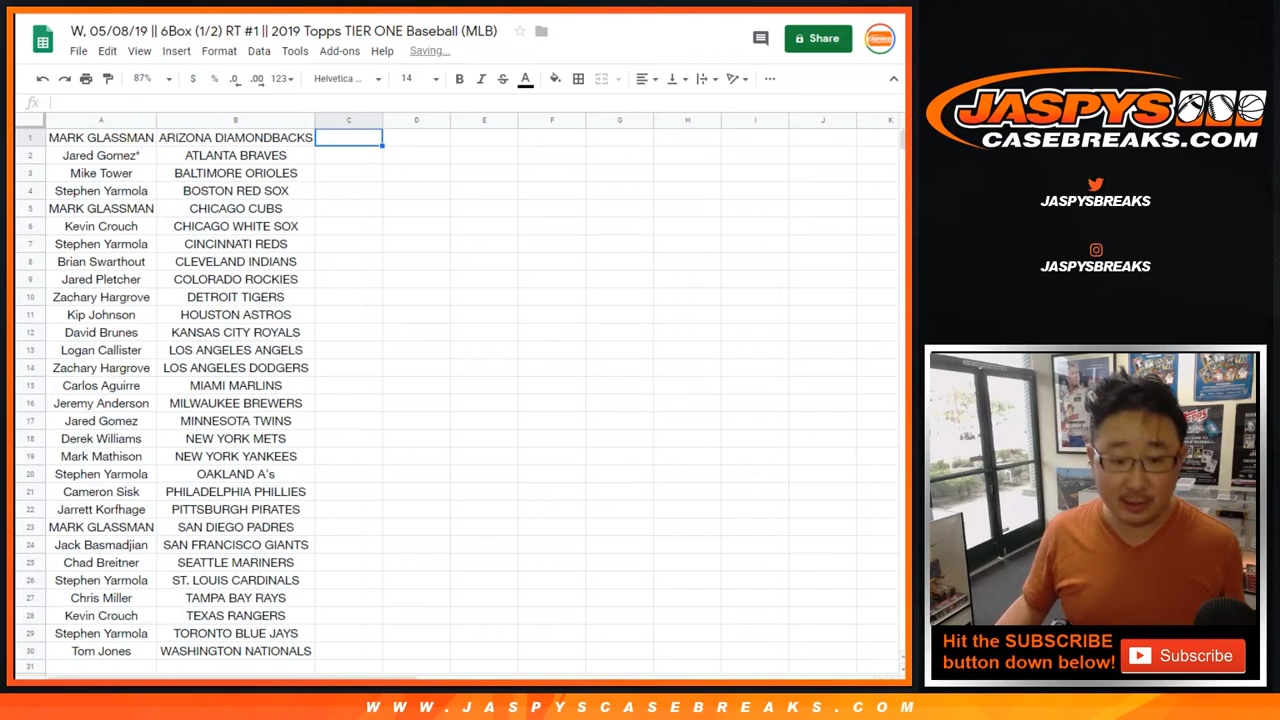 W, 05/08/19 || 6Box (1/2) RT #1 || 2019 Topps TIER ONE Baseball (MLB)
File Edit View Insert Format Data Tools Add-ons Help Saving...
Share
87% $ % .0 .00 123 Helvetica ... 14 B I S A
fx
A B C D E F G H I J K
1 MARK GLASSMAN ARIZONA DIAMONDBACKS
2 Jared Gomez* ATLANTA BRAVES
3 Mike Tower BALTIMORE ORIOLES
4 Stephen Yarmola BOSTON RED SOX
5 MARK GLASSMAN CHICAGO CUBS
6 Kevin Crouch CHICAGO WHITE SOX
7 Stephen Yarmola CINCINNATI REDS
8 Brian Swarthout CLEVELAND INDIANS
9 Jared Pletcher COLORADO ROCKIES
10 Zachary Hargrove DETROIT TIGERS
11 Kip Johnson HOUSTON ASTROS
12 David Brunes KANSAS CITY ROYALS
13 Logan Callister LOS ANGELES ANGELS
14 Zachary Hargrove LOS ANGELES DODGERS
15 Carlos Aguirre MIAMI MARLINS
16 Jeremy Anderson MILWAUKEE BREWERS
17 Jared Gomez MINNESOTA TWINS
18 Derek Williams NEW YORK METS
19 Mark Mathison NEW YORK YANKEES
20 Stephen Yarmola OAKLAND A's
21 Cameron Sisk PHILADELPHIA PHILLIES
22 Jarrett Korfhage PITTSBURGH PIRATES
23 MARK GLASSMAN SAN DIEGO PADRES
24 Jack Basmadjian SAN FRANCISCO GIANTS
25 Chad Breitner SEATTLE MARINERS
26 Stephen Yarmola ST. LOUIS CARDINALS
27 Chris Miller TAMPA BAY RAYS
28 Kevin Crouch TEXAS RANGERS
29 Stephen Yarmola TORONTO BLUE JAYS
30 Tom Jones WASHINGTON NATIONALS
31
JASPYS
CASEBREAKS.COM
JASPYSBREAKS
JASPYSBREAKS
Hit the SUBSCRIBE
button down below!
Subscribe
WWW.JASPYSCASEBREAKS.COM